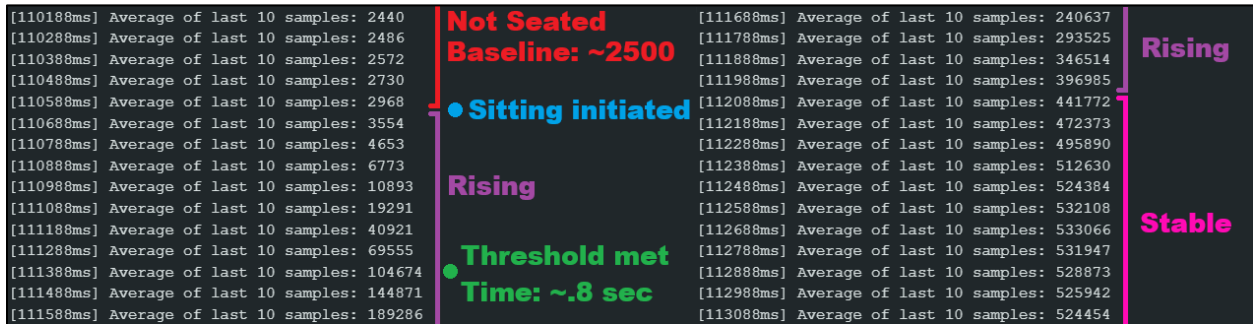 [110188ms] Average of last 10 samples: 2440
[110288ms] Average of last 10 samples: 2486
[110388ms] Average of last 10 samples: 2572
[110488ms] Average of last 10 samples: 2730
[110588ms] Average of last 10 samples: 2968
[110688ms] Average of last 10 samples: 3554
[110788ms] Average of last 10 samples: 4653
[110888ms] Average of last 10 samples: 6773
[110988ms] Average of last 10 samples: 10893
[111088ms] Average of last 10 samples: 19291
[111188ms] Average of last 10 samples: 40921
[111288ms] Average of last 10 samples: 69555
[111388ms] Average of last 10 samples: 104674
[111488ms] Average of last 10 samples: 144871
[111588ms] Average of last 10 samples: 189286
Not Seated
Baseline: ~2500
Sitting initiated
Rising
Threshold met
Time: ~.8 sec
[111688ms] Average of last 10 samples: 240637
[111788ms] Average of last 10 samples: 293525
[111888ms] Average of last 10 samples: 346514
[111988ms] Average of last 10 samples: 396985
[112088ms] Average of last 10 samples: 441772
[112188ms] Average of last 10 samples: 472373
[112288ms] Average of last 10 samples: 495890
[112388ms] Average of last 10 samples: 512630
[112488ms] Average of last 10 samples: 524384
[112588ms] Average of last 10 samples: 532108
[112688ms] Average of last 10 samples: 533066
[112788ms] Average of last 10 samples: 531947
[112888ms] Average of last 10 samples: 528873
[112988ms] Average of last 10 samples: 525942
[113088ms] Average of last 10 samples: 524454
Rising
Stable